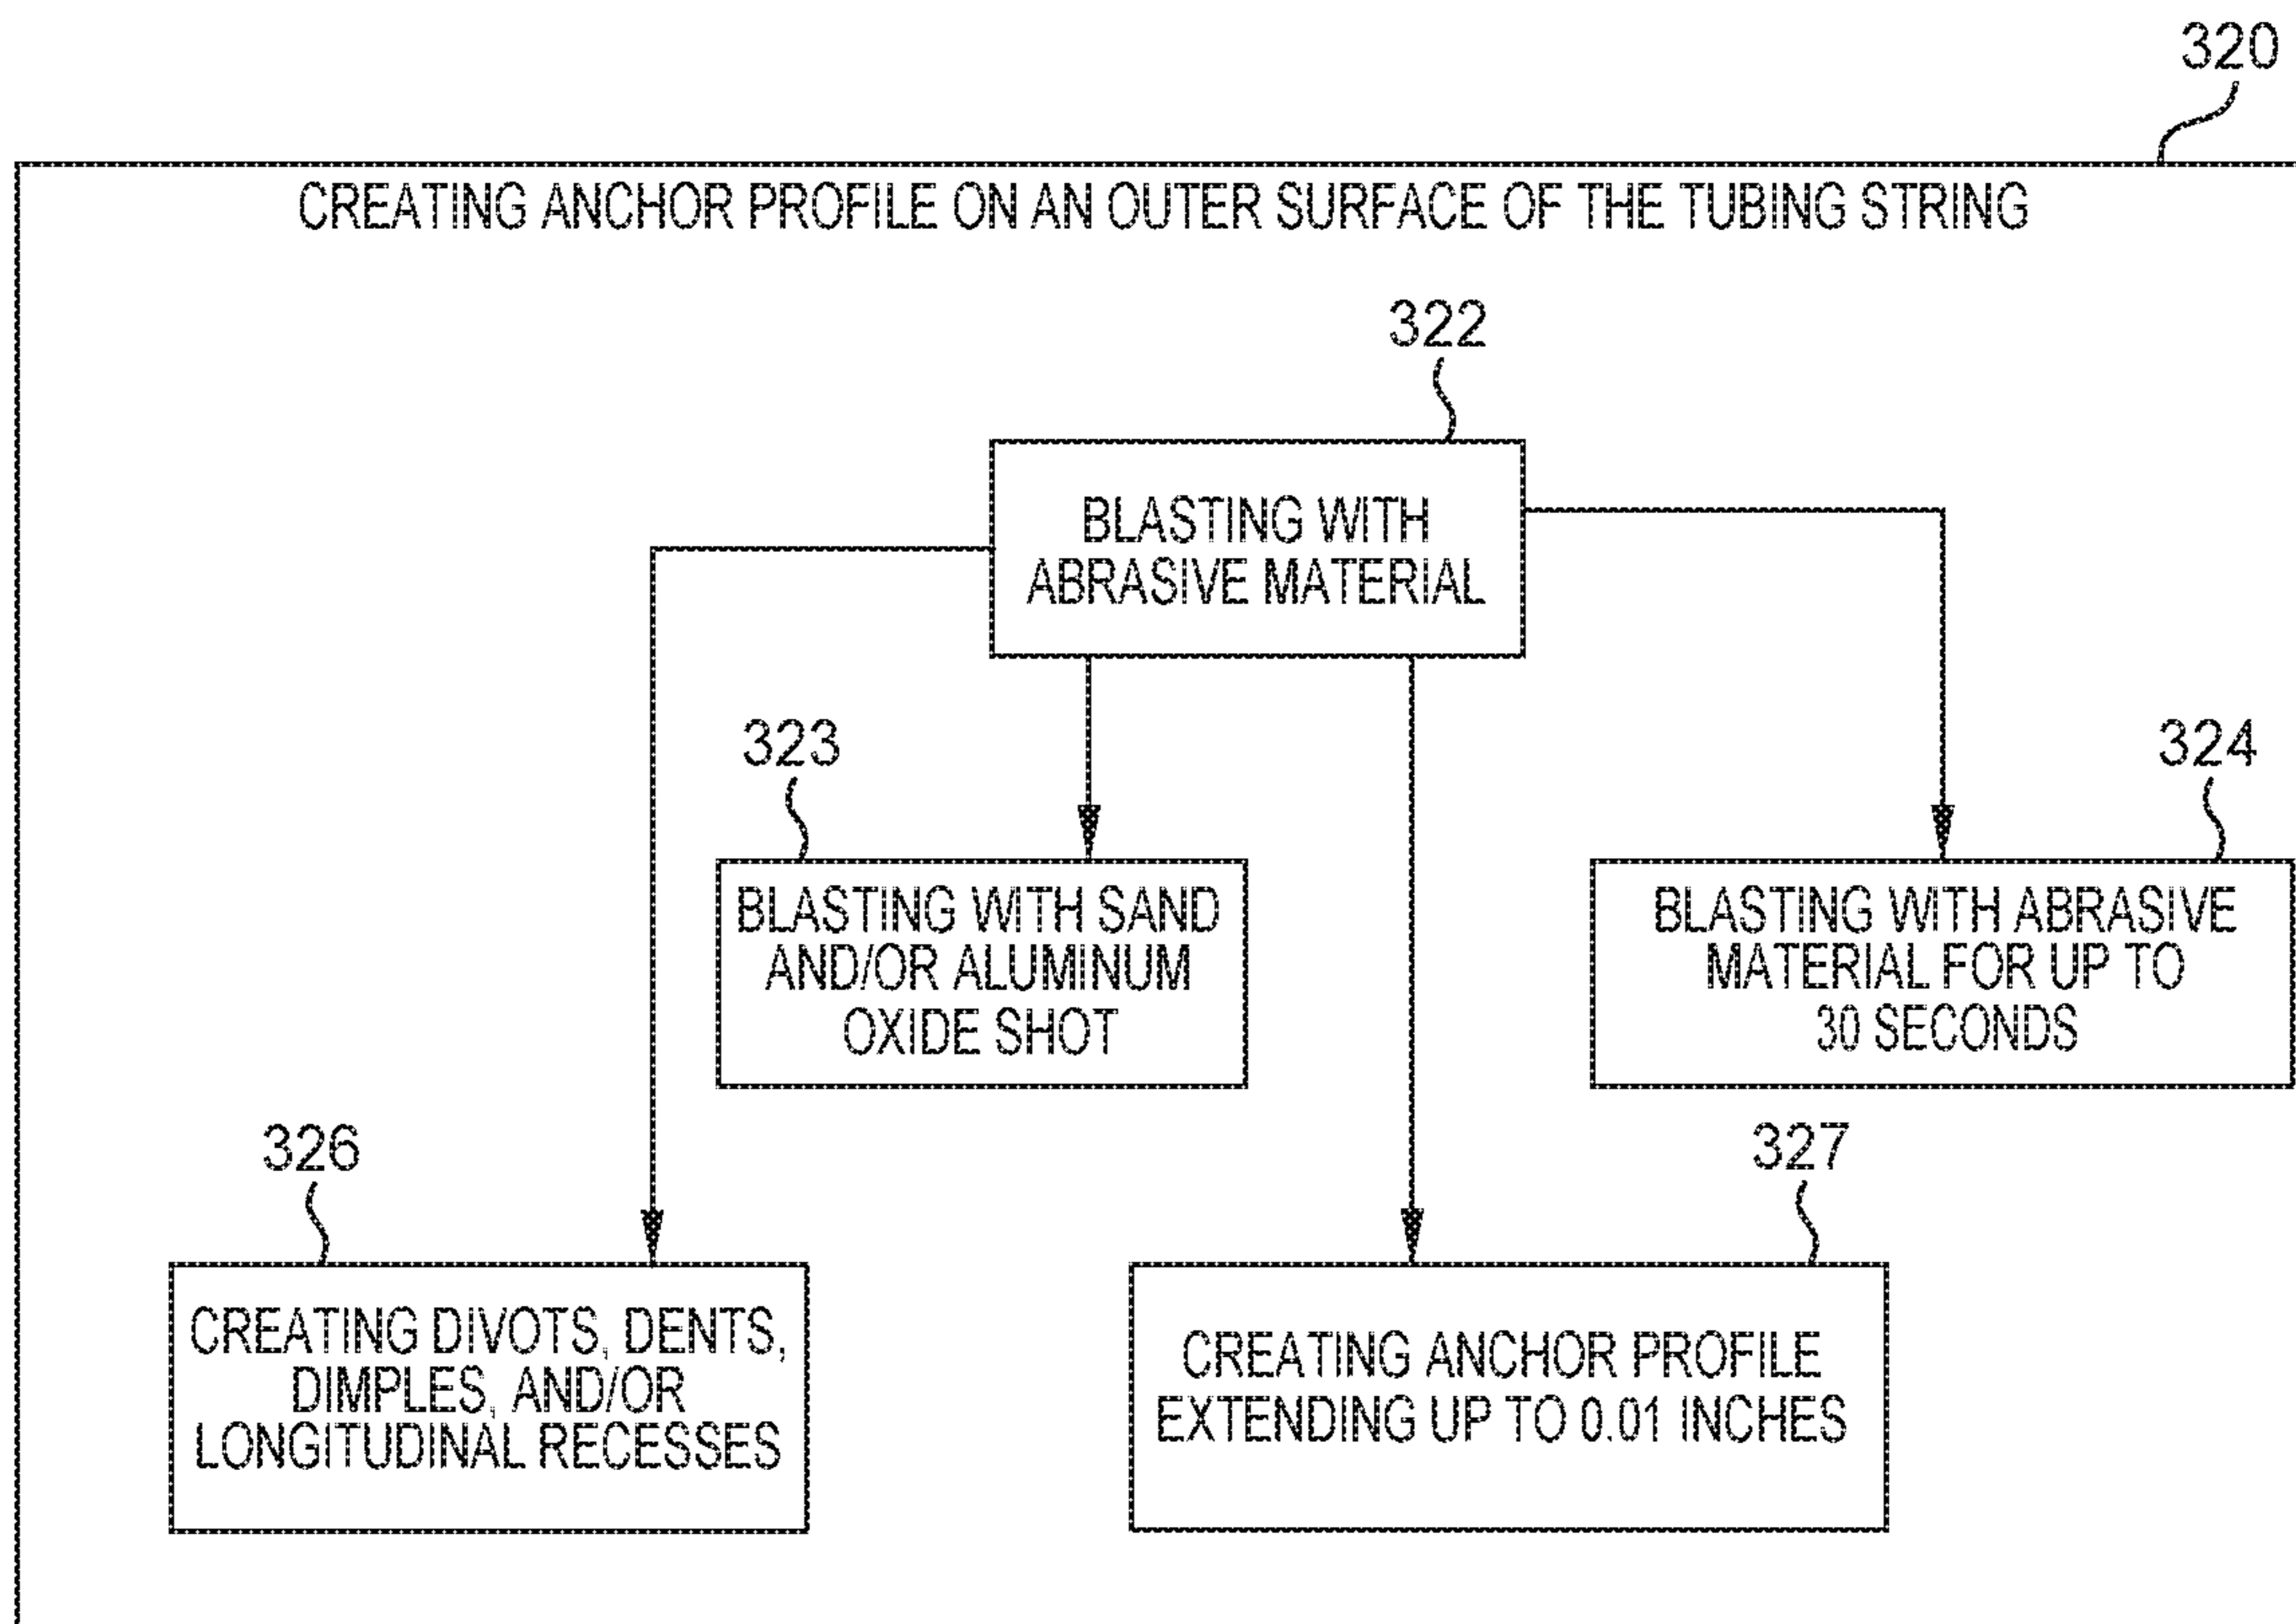 320
CREATING ANCHOR PROFILE ON AN OUTER SURFACE OF THE TUBING STRING
322
BLASTING WITH
ABRASIVE MATERIAL
323
BLASTING WITH SAND
AND/OR ALUMINUM
OXIDE SHOT
324
BLASTING WITH ABRASIVE
MATERIAL FOR UP TO
30 SECONDS
326
CREATING DIVOTS, DENTS,
DIMPLES, AND/OR
LONGITUDINAL RECESSES
327
CREATING ANCHOR PROFILE
EXTENDING UP TO 0.01 INCHES